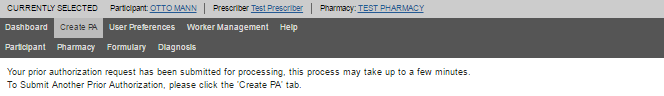 CURRENTLY SELECTED Participant: OTTO MANN | Prescriber Test Prescriber | Pharmacy: TEST PHARMACY
Dashboard Create PA User Preferences Worker Management Help
Participant Pharmacy Formulary Diagnosis
Your prior authorization request has been submitted for processing, this process may take up to a few minutes.
To Submit Another Prior Authorization, please click the 'Create PA' tab.